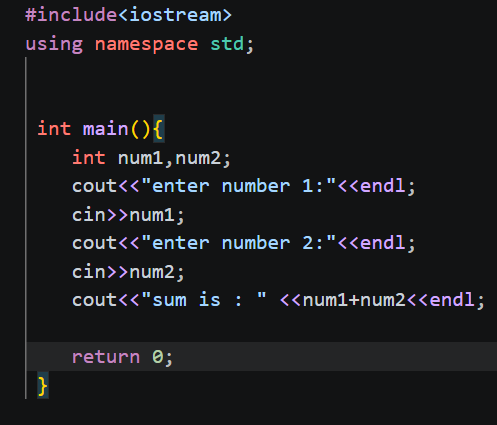 #include<iostream>
using namespace std;
int main(){
int num1,num2;
cout<<"enter number 1:"<<endl;
cin>>num1;
cout<<"enter number 2:"<<endl;
cin>>num2;
cout<<"sum is : " <<num1+num2<<endl;
return 0;
}